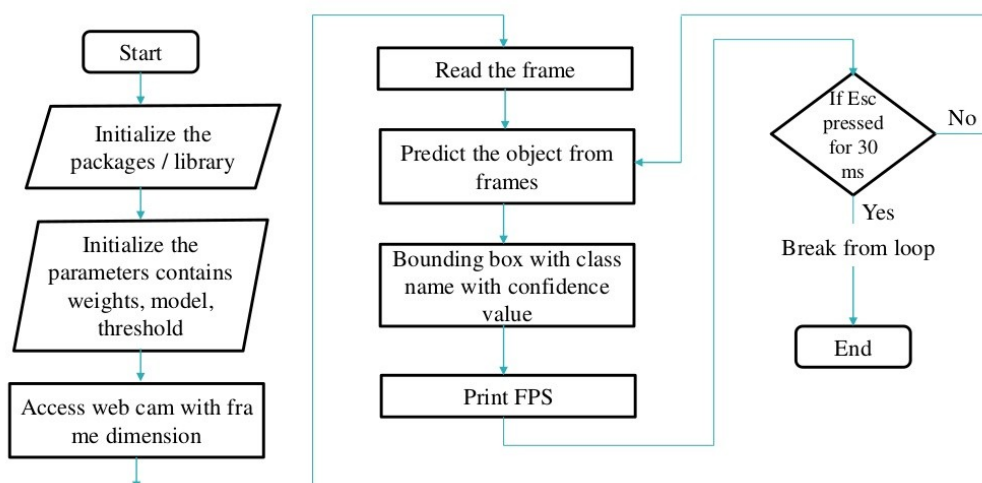 Start
Initialize the
packages / library
Initialize the
parameters contains
weights, model,
threshold
Access web cam with fra
me dimension
Read the frame
Predict the object from
frames
Bounding box with class
name with confidence
value
Print FPS
If Esc
pressed
for 30
ms
No
Yes
Break from loop
End